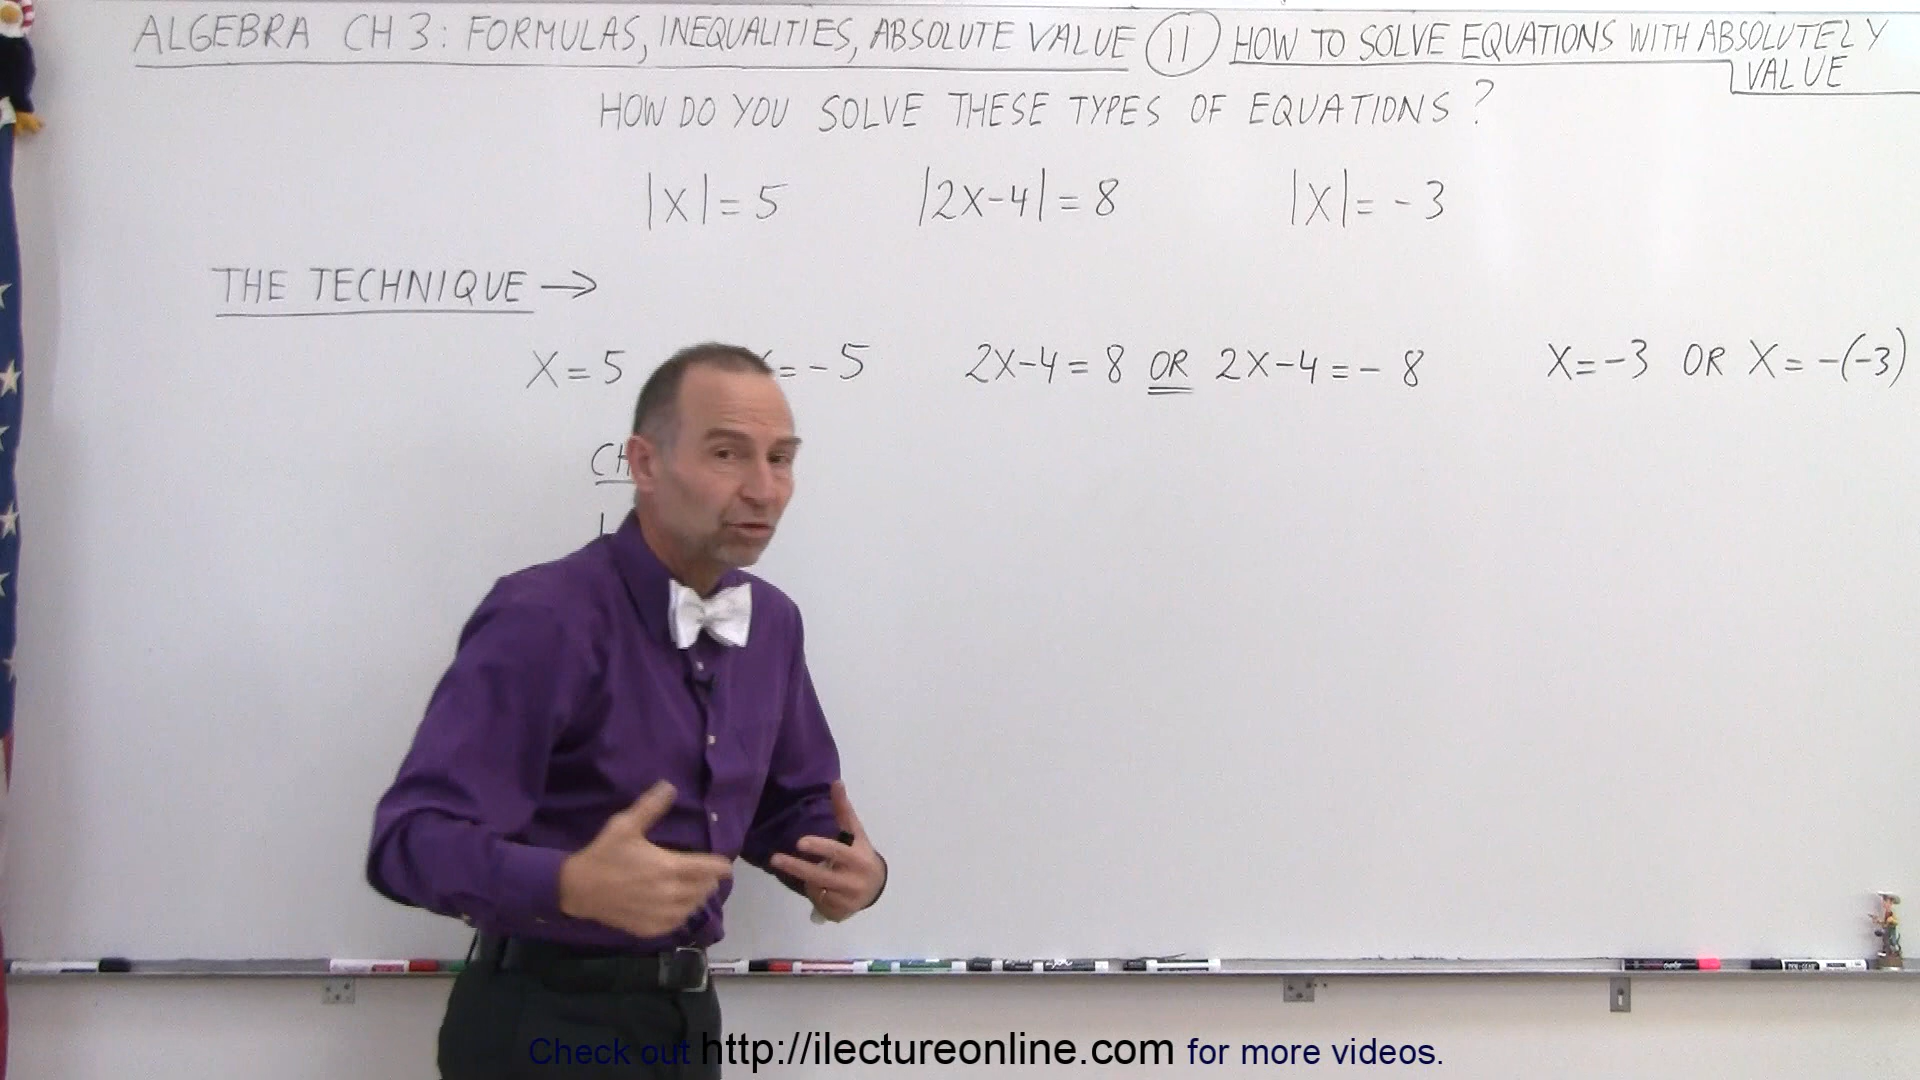 ALGEBRA CH 3: FORMULAS, INEQUALITIES, ABSOLUTE VALUE (11) HOW TO SOLVE EQUATIONS WITH ABSOLUTELY
VALUE
HOW DO YOU SOLVE THESE TYPES OF EQUATIONS?
|X| = 5 |2X-4| = 8 |X| = -3
THE TECHNIQUE →
X = 5 = -5 2X-4 = 8 OR 2X-4 = - 8 X = -3 OR X = -(-3)
CH
Check out http://ilectureonline.com for more videos.